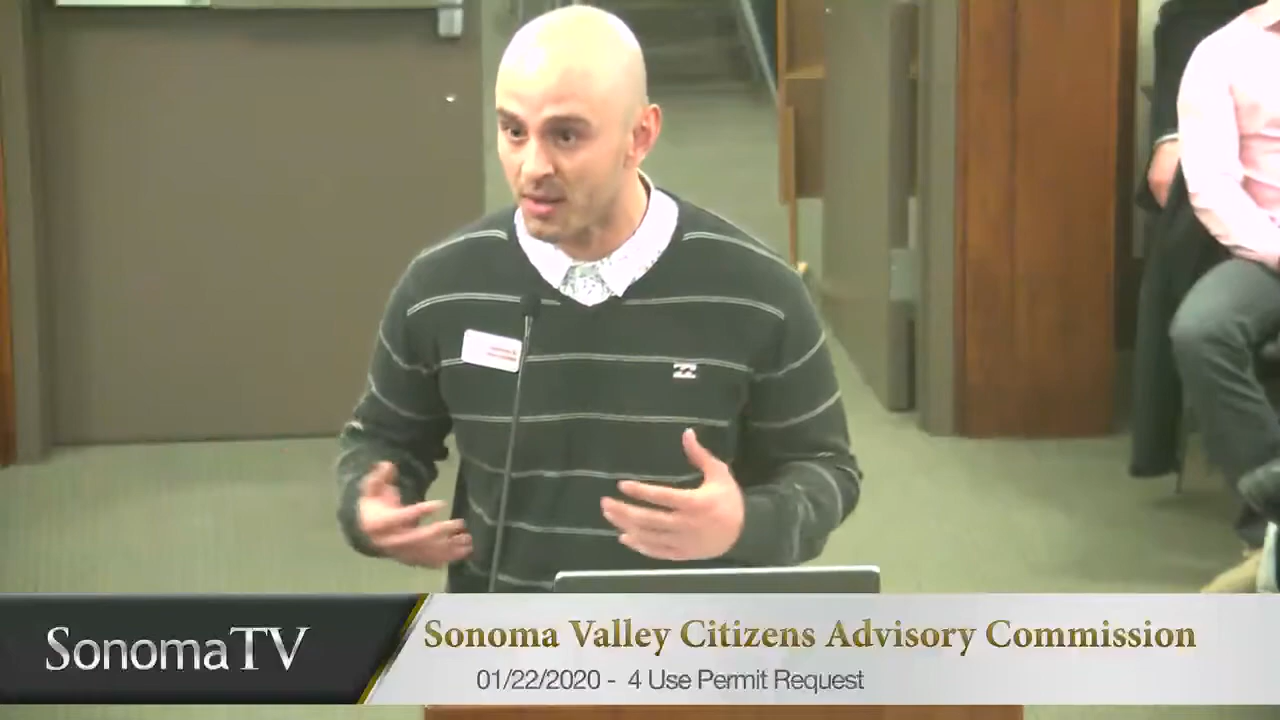 SonomaTV
Sonoma Valley Citizens Advisory Commission
01/22/2020 - 4 Use Permit Request